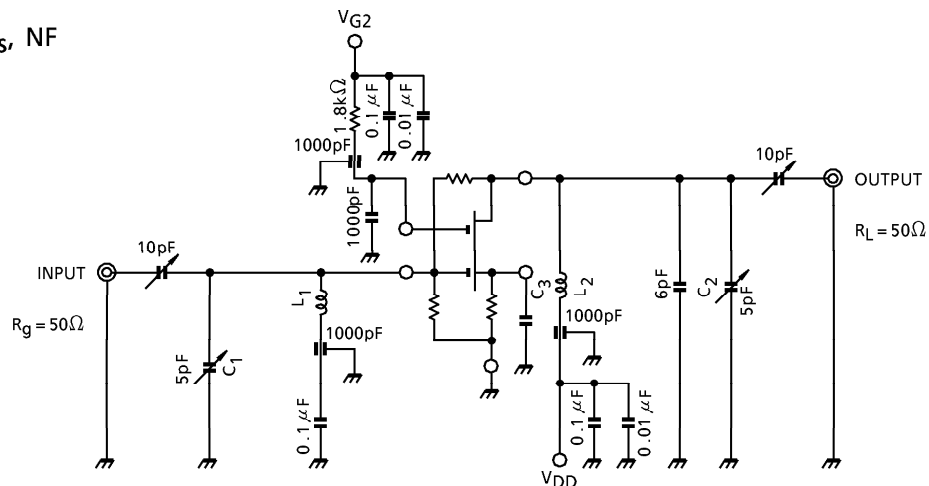 s, NF
VG2
1.8kΩ
0.1 μF
0.01 μF
1000pF
1000pF
10pF
OUTPUT
RL = 50Ω
10pF
INPUT
Rg = 50Ω
L1
1000pF
5pF
C1
0.1 μF
C3
L2
1000pF
6pF
C2
5pF
0.1 μF
0.01 μF
VDD